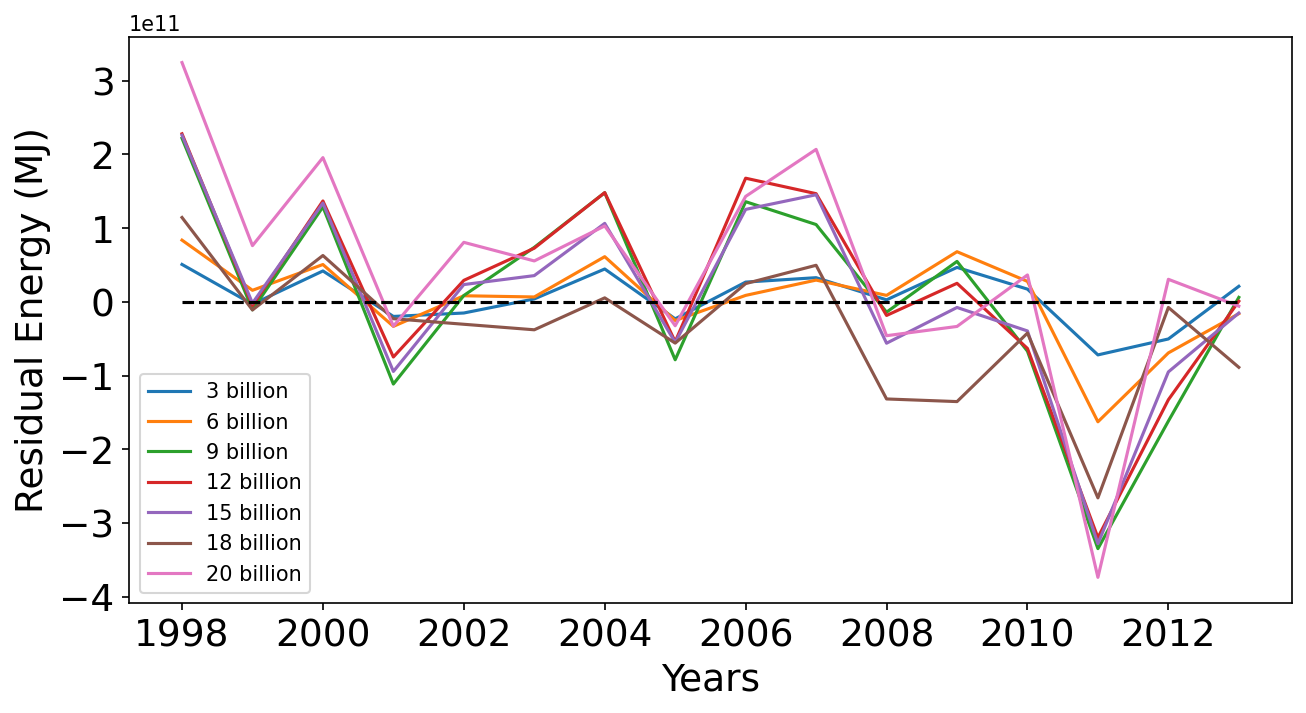 1e11
Residual Energy (MJ)
3
2
1
0
−1
−2
−3
−4
3 billion
6 billion
9 billion
12 billion
15 billion
18 billion
20 billion
1998 2000 2002 2004 2006 2008 2010 2012
Years